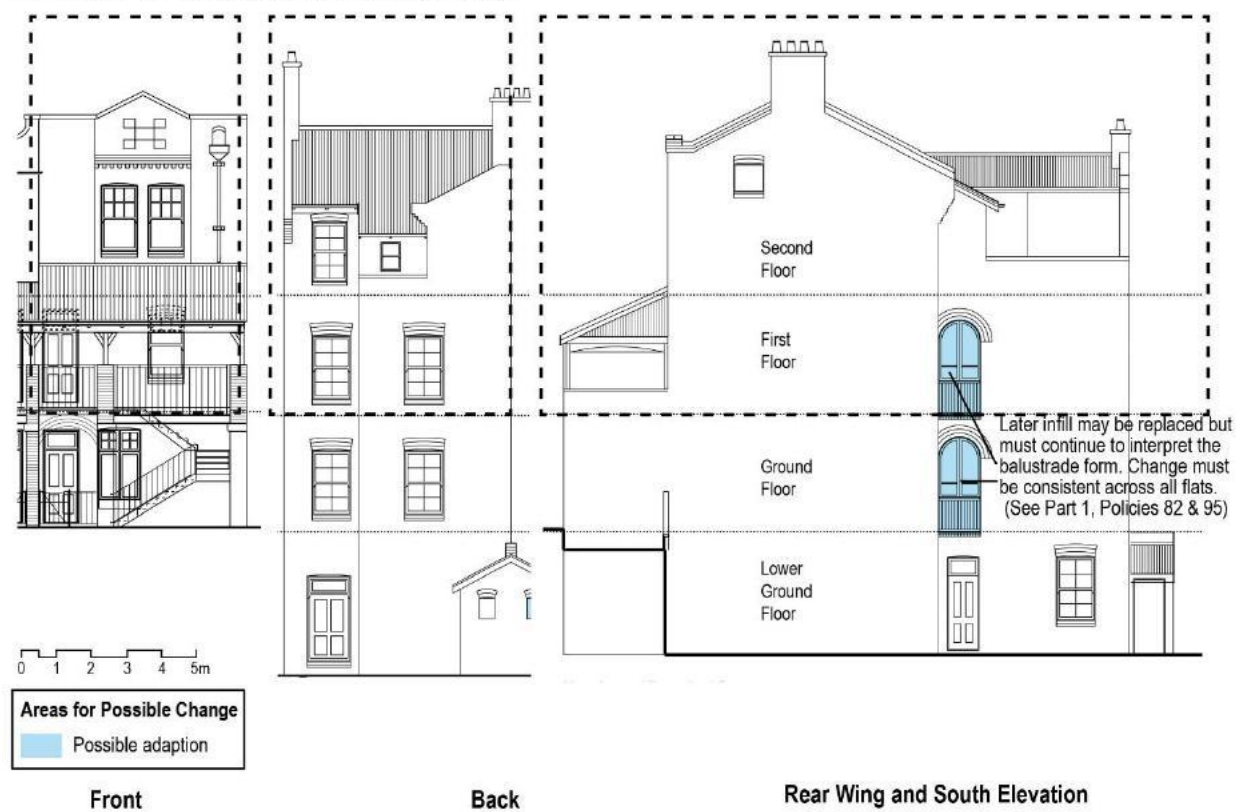 Second
Floor
First
Floor
Later infill may be replaced but
must continue to interpret the
balustrade form. Change must
be consistent across all flats.
(See Part 1, Policies 82 & 95)
Ground
Floor
Lower
Ground
Floor
0 1 2 3 4 5m
Areas for Possible Change
Possible adaption
Front
Back
Rear Wing and South Elevation